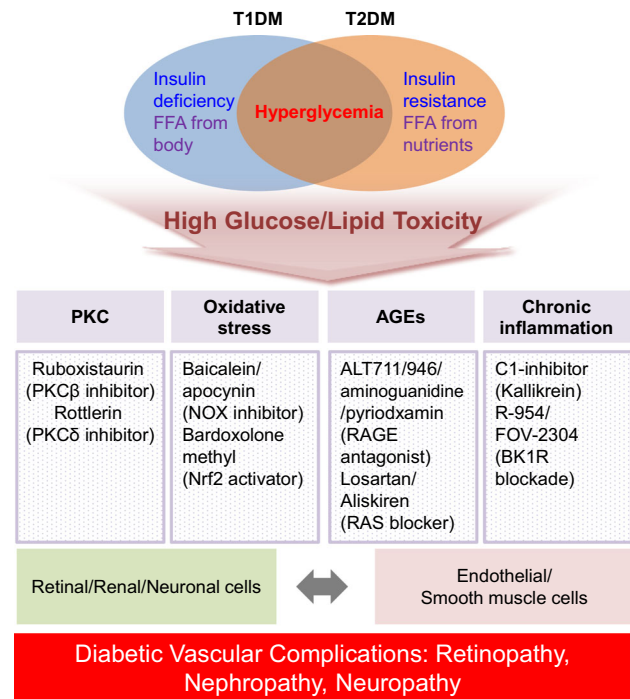 T1DM T2DM
Insulin
deficiency
FFA from
body
Hyperglycemia
Insulin
resistance
FFA from
nutrients
High Glucose/Lipid Toxicity
PKC
Oxidative
stress
AGEs
Chronic
inflammation
Ruboxistaurin
(PKCβ inhibitor)
Rottlerin
(PKCδ inhibitor)
Baicalein/
apocynin
(NOX inhibitor)
Bardoxolone
methyl
(Nrf2 activator)
ALT711/946/
aminoguanidine
/pyriodxamin
(RAGE
antagonist)
Losartan/
Aliskiren
(RAS blocker)
C1-inhibitor
(Kallikrein)
R-954/
FOV-2304
(BK1R
blockade)
Retinal/Renal/Neuronal cells
Endothelial/
Smooth muscle cells
Diabetic Vascular Complications: Retinopathy,
Nephropathy, Neuropathy